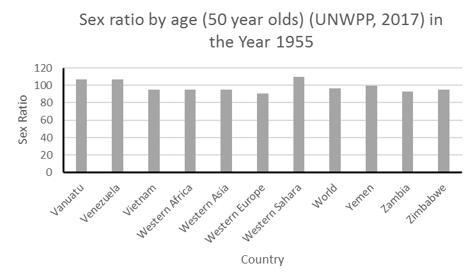 Sex ratio by age (50 year olds) (UNWPP, 2017) in
the Year 1955
120
100
80
60
40
20
0
Sex Ratio
Vanuatu
Venezuela
Vietnam
Western Africa
Western Asia
Western Europe
Western Sahara
World
Yemen
Zambia
Zimbabwe
Country